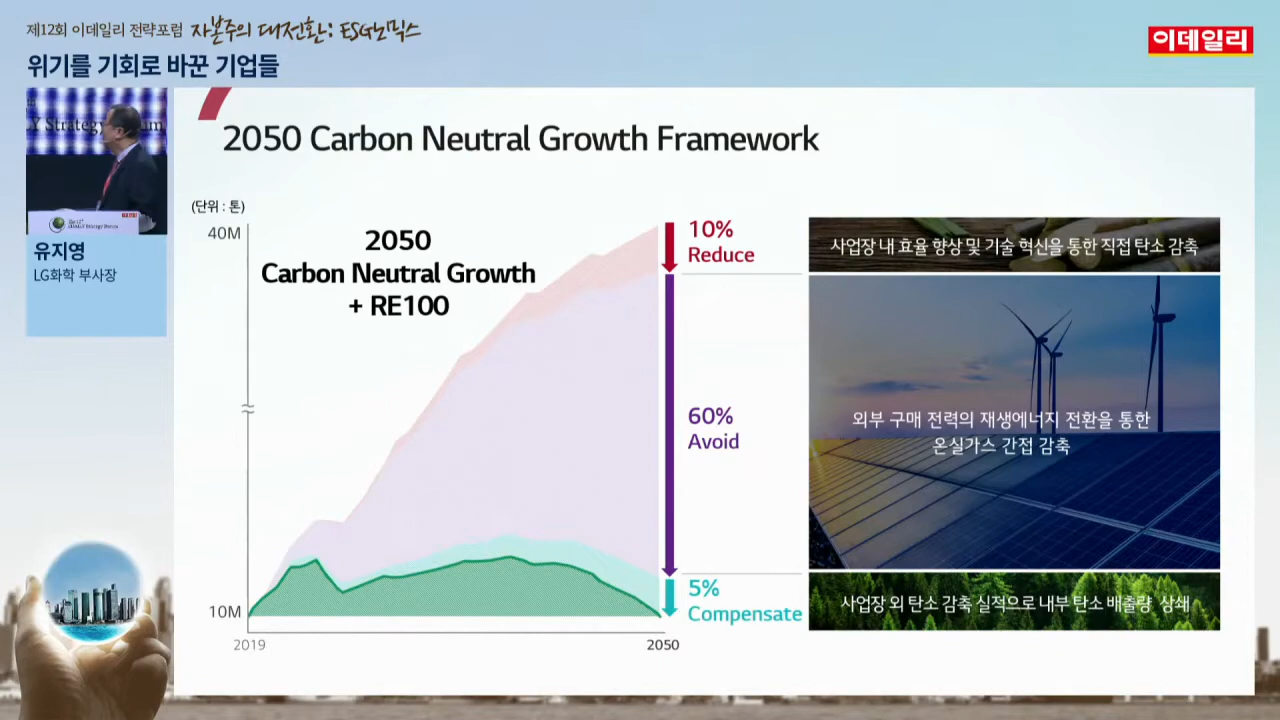 제12회 이데일리 전략포럼 자본주의 대전환: ESG노믹스
이데일리
위기를 기회로 바꾼 기업들
유지영
LG화학 부사장
2050 Carbon Neutral Growth Framework
(단위 : 톤)
40M
10M
2019
2050
2050
Carbon Neutral Growth
+ RE100
10%
Reduce
사업장 내 효율 향상 및 기술 혁신을 통한 직접 탄소 감축
60%
Avoid
외부 구매 전력의 재생에너지 전환을 통한
온실가스 간접 감축
5%
Compensate
사업장 외 탄소 감축 실적으로 내부 탄소 배출량 상쇄